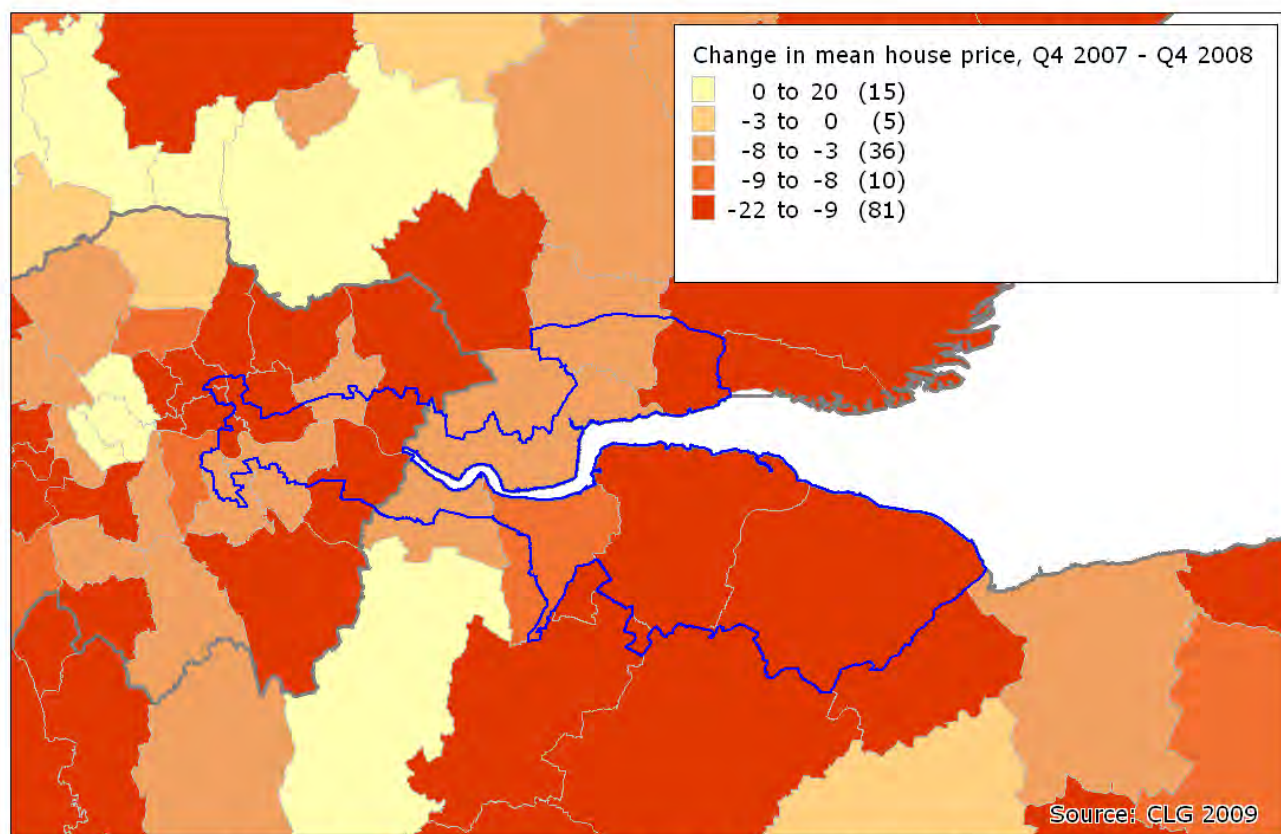 Change in mean house price, Q4 2007 - Q4 2008
0 to 20 (15)
-3 to 0 (5)
-8 to -3 (36)
-9 to -8 (10)
-22 to -9 (81)
Source: CLG 2009